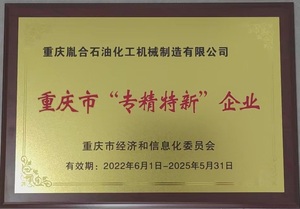 重庆胤合石油化工机械制造有限公司
重庆市“专精特新”企业
重庆市经济和信息化委员会
有效期：2022年6月1日-2025年5月31日